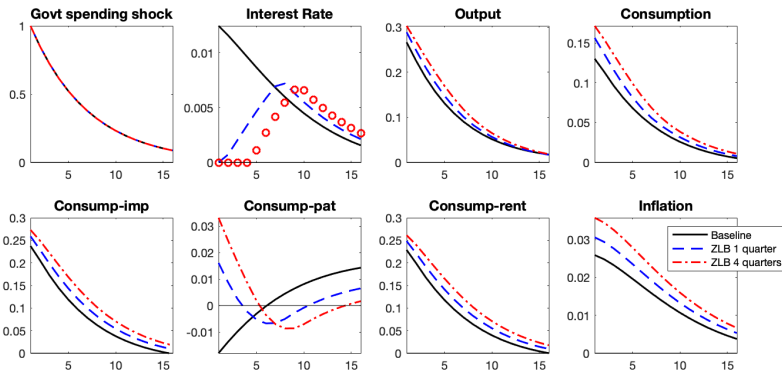 Govt spending shock
1
0.5
0
5 10 15
Interest Rate
0.01
0.005
0
5 10 15
Output
0.3
0.2
0.1
0
5 10 15
Consumption
0.15
0.1
0.05
0
5 10 15
Consump-imp
0.3
0.25
0.2
0.15
0.1
0.05
0
5 10 15
Consump-pat
0.03
0.02
0.01
0
-0.01
5 10 15
Consump-rent
0.3
0.25
0.2
0.15
0.1
0.05
0
5 10 15
Inflation
0.03
0.02
0.01
0
5 10 15
Baseline
ZLB 1 quarter
ZLB 4 quarters